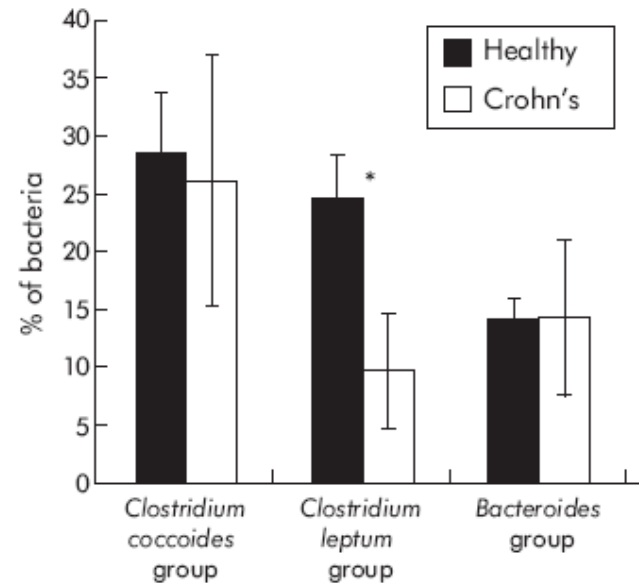 40
35
30
25
20
15
10
5
0
% of bacteria
Healthy
Crohn's
*
Clostridium
coccoides
group
Clostridium
leptum
group
Bacteroides
group